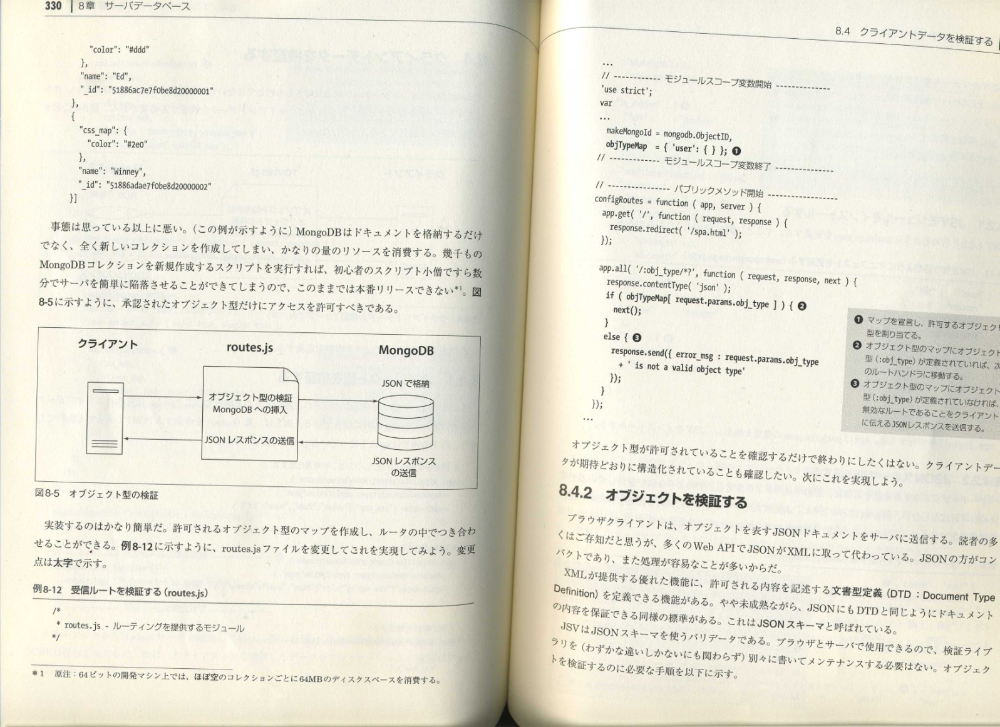 330 8章 サーバデータベース
"color": "#ddd"
},
"name": "Ed",
"_id": "51886ac7e7f0be8d20000001"
},
{
"css_map": {
"color": "#2e0"
},
"name": "Winney",
"_id": "51886adae7f0be8d20000002"
}]
事態は思っている以上に悪い。(この例が示すように) MongoDBはドキュメントを格納するだけ
でなく、全く新しいコレクションを作成してしまい、かなりの量のリソースを消費する。幾千もの
MongoDBコレクションを新規作成するスクリプトを実行すれば、初心者のスクリプト小僧ですら数
分でサーバを簡単に陥落させることができてしまうので、このままでは本番リリースできない*1。図
8-5に示すように、承認されたオブジェクト型だけにアクセスを許可すべきである。
クライアント
routes.js
MongoDB
オブジェクト型の検証
MongoDB への挿入
JSON レスポンスの送信
JSON で格納
JSON レスポンス
の送信
図8-5 オブジェクト型の検証
実装するのはかなり簡単だ。許可されるオブジェクト型のマップを作成し、ルータの中でつき合わ
せることができる。例8-12に示すように、routes.jsファイルを変更してこれを実現してみよう。変更
点は太字で示す。
例8-12 受信ルートを検証する (routes.js)
/*
* routes.js - ルーティングを提供するモジュール
*/
*1 原注：64ビットの開発マシン上では、ほぼ空のコレクションごとに64MBのディスクスペースを消費する。
8.4 クライアントデータを検証する
...
// ------------ モジュールスコープ変数開始 --------------
'use strict';
var
...
makeMongoId = mongodb.ObjectID,
objTypeMap = { 'user': { } }; ❶
// ------------- モジュールスコープ変数終了 ---------------
// ---------------- パブリックメソッド開始 ------------------
configRoutes = function ( app, server ) {
app.get( '/', function ( request, response ) {
response.redirect( '/spa.html' );
});
app.all( '/:obj_type/*?', function ( request, response, next ) {
response.contentType( 'json' );
if ( objTypeMap[ request.params.obj_type ] ) { ❷
next();
}
else { ❸
response.send({ error_msg : request.params.obj_type
+ ' is not a valid object type'
});
}
});
...
❶ マップを宣言し、許可するオブジェクト
型を割り当てる。
❷ オブジェクト型のマップにオブジェクト
型 (:obj_type) が定義されていれば、次
のルートハンドラに移動する。
❸ オブジェクト型のマップにオブジェクト
型 (:obj_type) が定義されていなければ、
無効なルートであることをクライアント
に伝えるJSONレスポンスを送信する。
オブジェクト型が許可されていることを確認するだけで終わりにしたくはない。クライアントデー
タが期待どおりに構造化されていることも確認したい。次にこれを実現しよう。
8.4.2 オブジェクトを検証する
ブラウザクライアントは、オブジェクトを表すJSONドキュメントをサーバに送信する。読者の多
くはご存知だと思うが、多くのWeb APIでJSONがXMLに取って代わっている。JSONの方がコン
パクトであり、また処理が容易なことが多いからだ。
XMLが提供する優れた機能に、許可される内容を記述する文書型定義 (DTD：Document Type
Definition) を定義できる機能がある。やや未成熟ながら、JSONにもDTDと同じようにドキュメント
の内容を保証できる同様の標準がある。これはJSONスキーマと呼ばれている。
JSVはJSONスキーマを使うバリデータである。ブラウザとサーバで使用できるので、検証ライブ
ラリを (わずかな違いしかないにも関わらず) 別々に書いてメンテナンスする必要はない。オブジェク
トを検証するのに必要な手順を以下に示す。